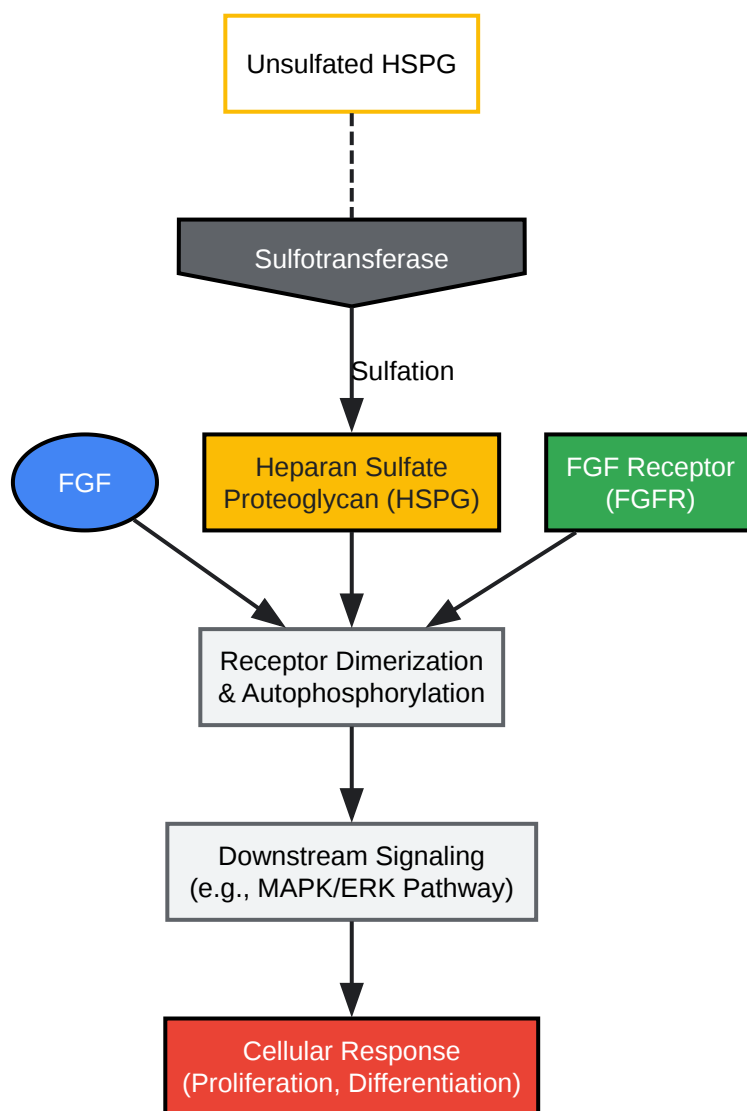 Unsulfated HSPG
Sulfotransferase
Sulfation
FGF
Heparan Sulfate
Proteoglycan (HSPG)
FGF Receptor
(FGFR)
Receptor Dimerization
& Autophosphorylation
Downstream Signaling
(e.g., MAPK/ERK Pathway)
Cellular Response
(Proliferation, Differentiation)